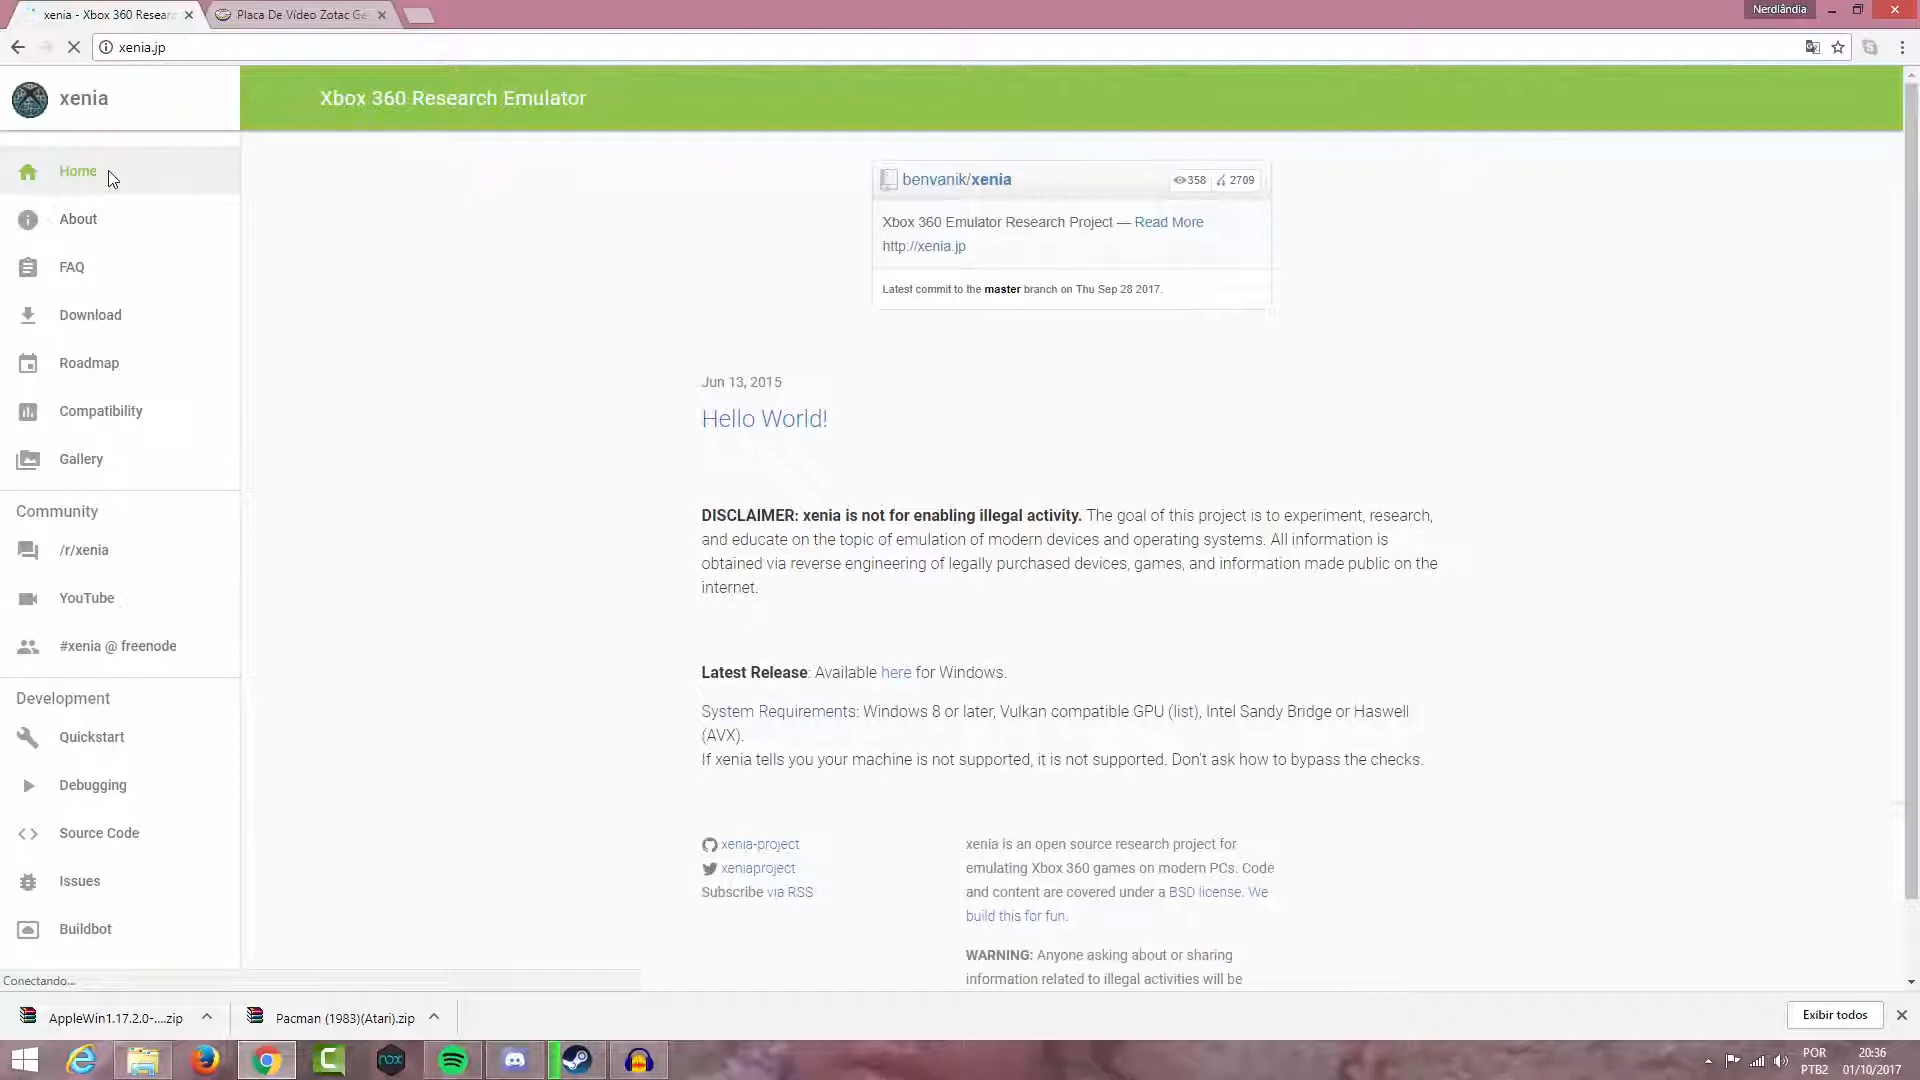 xenia - Xbox 360 Resear
Placa De Vídeo Zotac Ge
Nerdlândia
xenia.jp
xenia
Xbox 360 Research Emulator
Home
About
FAQ
Download
Roadmap
Compatibility
Gallery
Community
/r/xenia
YouTube
#xenia @ freenode
Development
Quickstart
Debugging
Source Code
Issues
Buildbot
benvanik/xenia
358 2709
Xbox 360 Emulator Research Project — Read More
http://xenia.jp
Latest commit to the master branch on Thu Sep 28 2017.
Jun 13, 2015
Hello World!
DISCLAIMER: xenia is not for enabling illegal activity. The goal of this project is to experiment, research,
and educate on the topic of emulation of modern devices and operating systems. All information is
obtained via reverse engineering of legally purchased devices, games, and information made public on the
internet.
Latest Release: Available here for Windows.
System Requirements: Windows 8 or later, Vulkan compatible GPU (list), Intel Sandy Bridge or Haswell
(AVX).
If xenia tells you your machine is not supported, it is not supported. Don't ask how to bypass the checks.
xenia-project
xeniaproject
Subscribe via RSS
xenia is an open source research project for
emulating Xbox 360 games on modern PCs. Code
and content are covered under a BSD license. We
build this for fun.
WARNING: Anyone asking about or sharing
information related to illegal activities will be
Conectando...
AppleWin1.17.2.0-....zip
Pacman (1983)(Atari).zip
Exibir todos
nox
POR
PTB2
20:36
01/10/2017